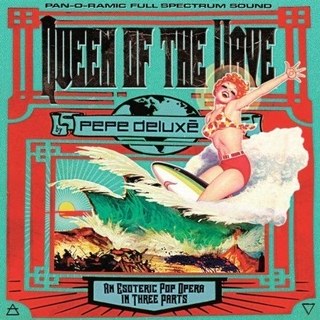 PAN-O-RAMIC FULL SPECTRUM SOUND
QUEEN OF THE WAVE
PEPE DELUXÉ
AN ESOTERIC POP OPERA
IN THREE PARTS